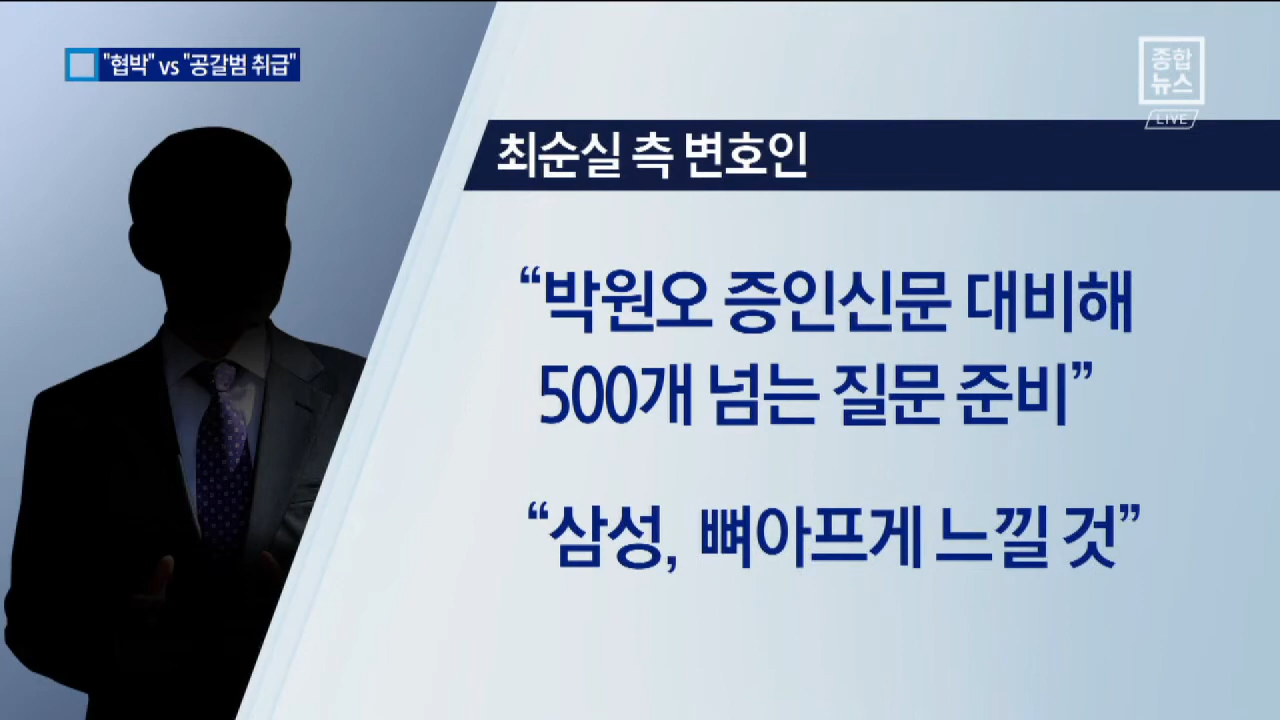 "협박" vs "공갈범 취급"
종합
뉴스
LIVE
최순실 측 변호인
“박원오 증인신문 대비해
500개 넘는 질문 준비”
“삼성, 뼈아프게 느낄 것”